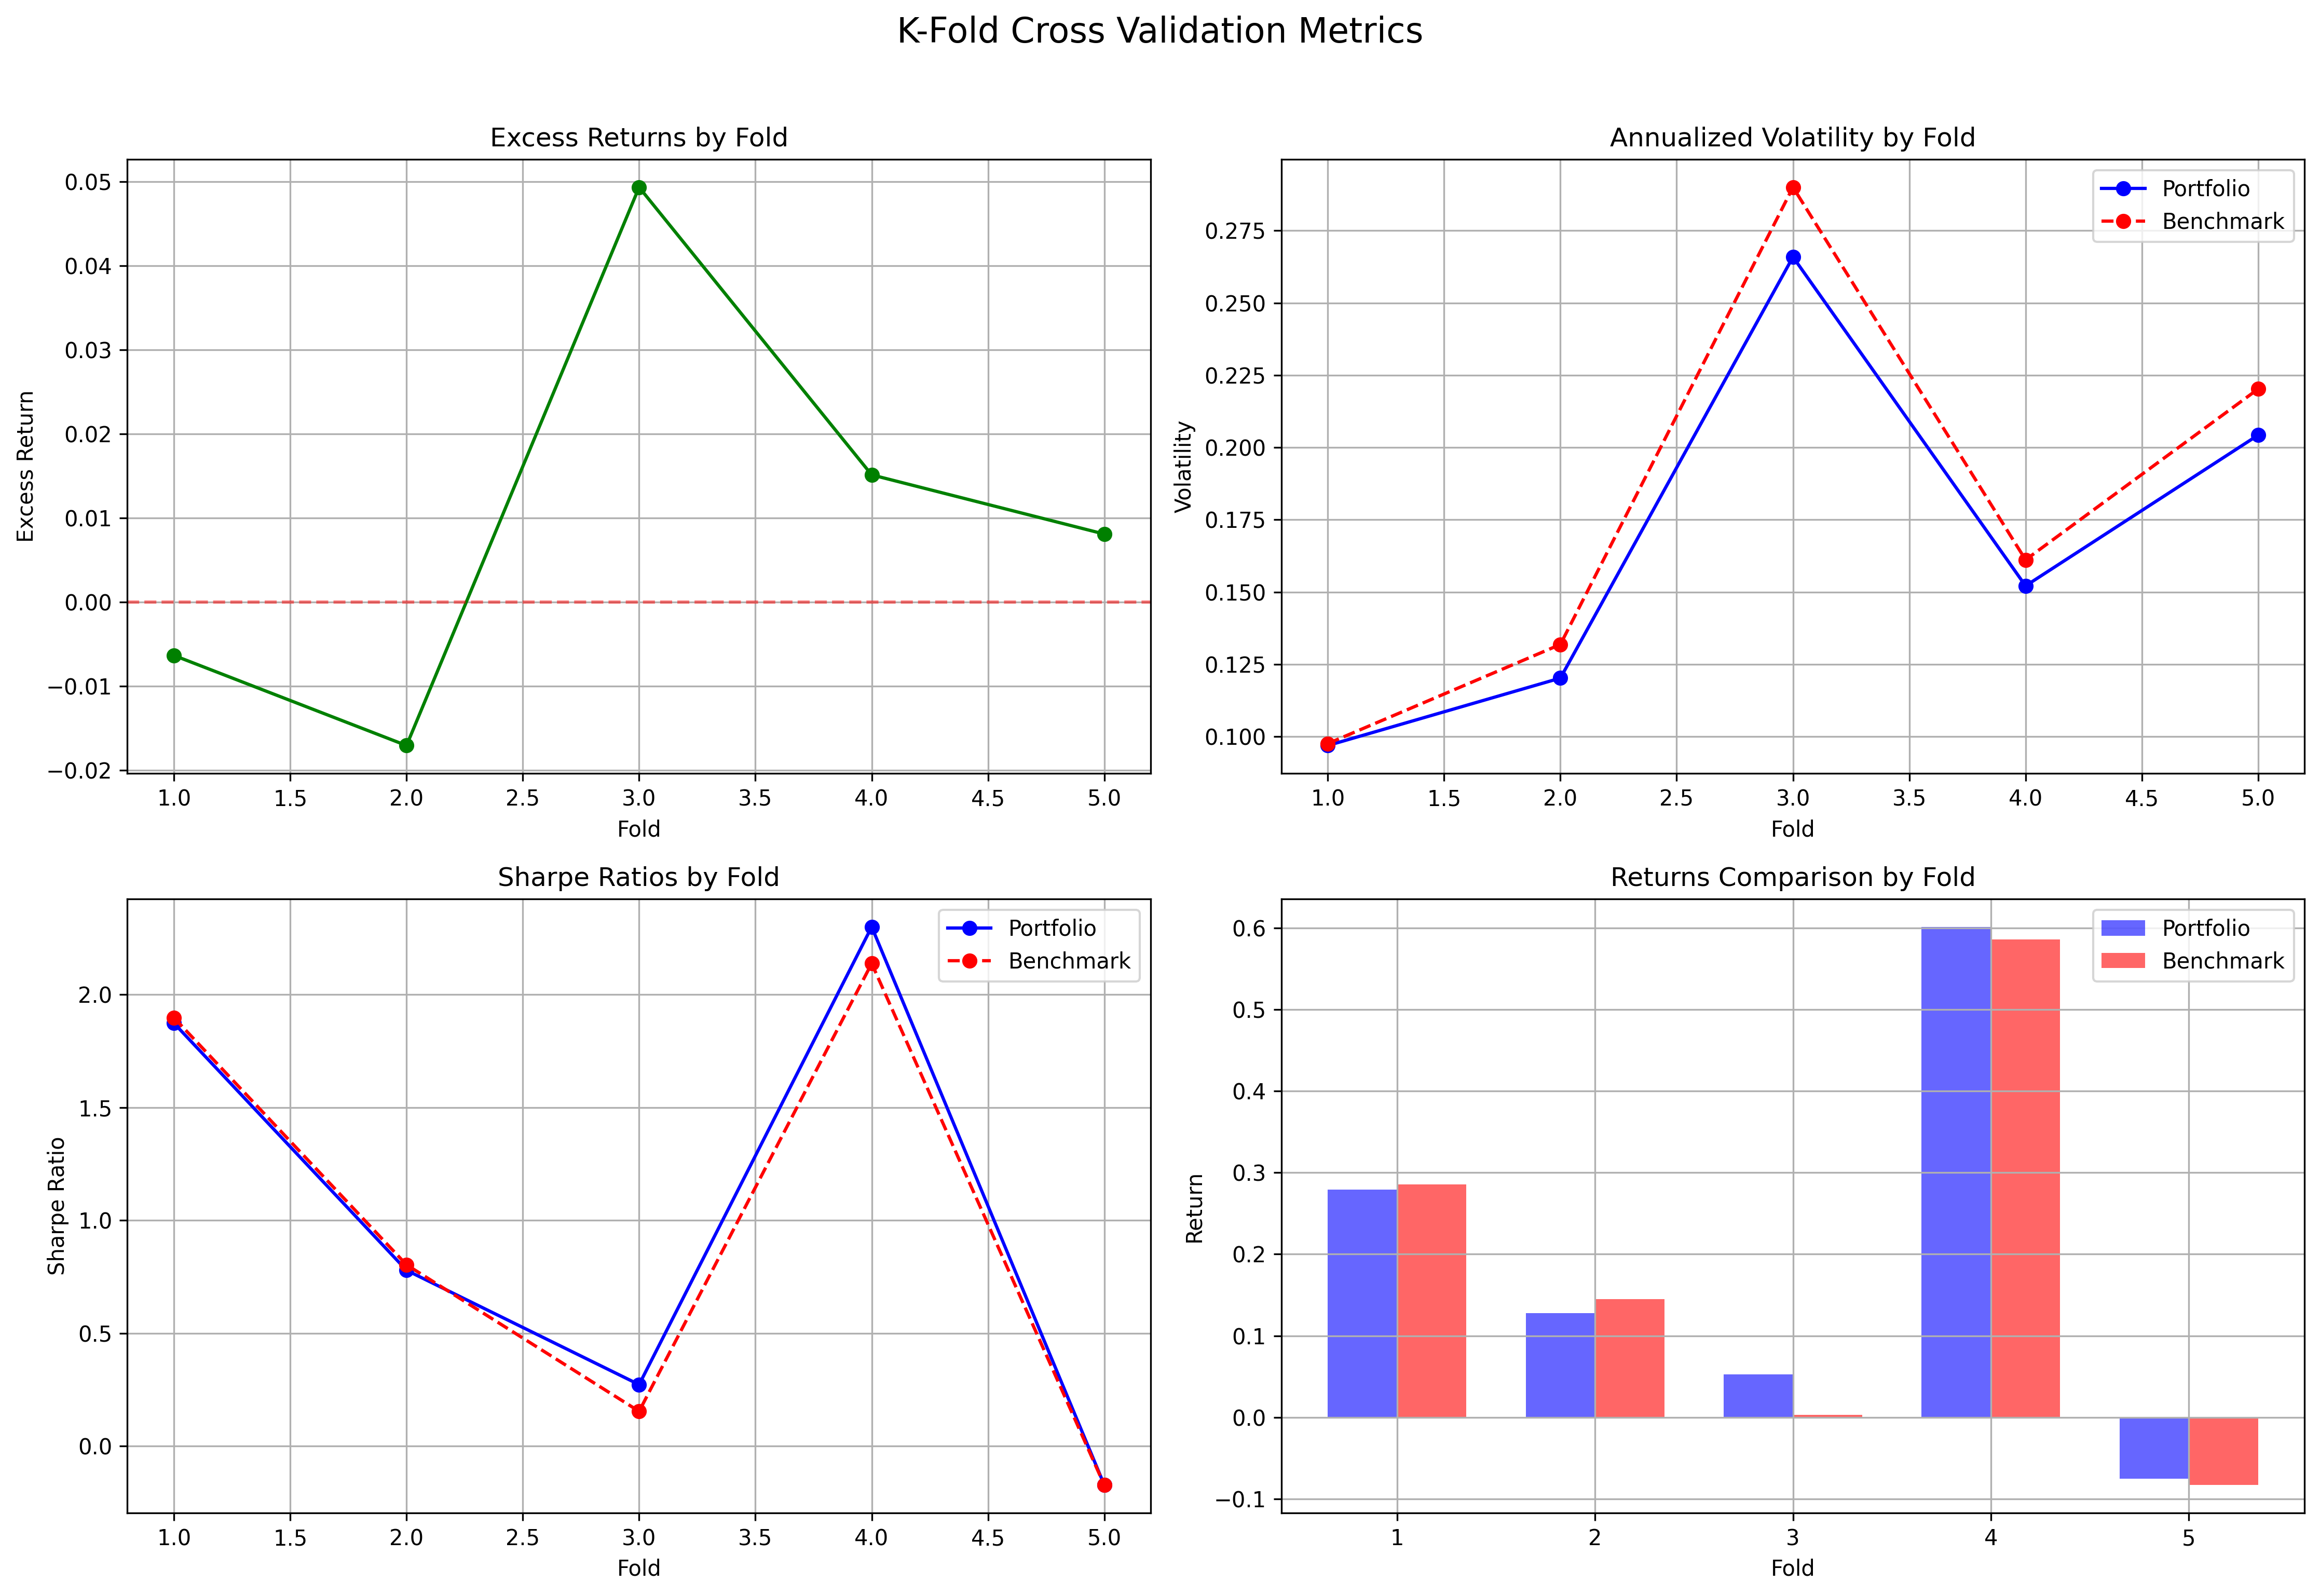 K-Fold Cross Validation Metrics
Excess Returns by Fold
Excess Return
0.05
0.04
0.03
0.02
0.01
0.00
−0.01
−0.02
1.0 1.5 2.0 2.5 3.0 3.5 4.0 4.5 5.0
Fold
Annualized Volatility by Fold
Portfolio
Benchmark
Volatility
0.275
0.250
0.225
0.200
0.175
0.150
0.125
0.100
1.0 1.5 2.0 2.5 3.0 3.5 4.0 4.5 5.0
Fold
Sharpe Ratios by Fold
Portfolio
Benchmark
Sharpe Ratio
2.0
1.5
1.0
0.5
0.0
1.0 1.5 2.0 2.5 3.0 3.5 4.0 4.5 5.0
Fold
Returns Comparison by Fold
Portfolio
Benchmark
Return
0.6
0.5
0.4
0.3
0.2
0.1
0.0
−0.1
1 2 3 4 5
Fold